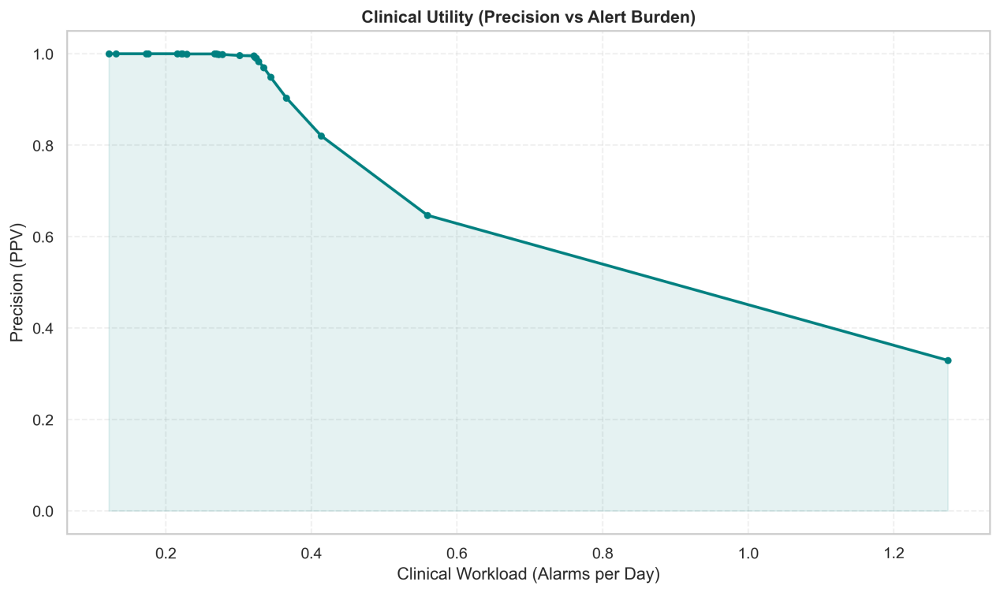 Clinical Utility (Precision vs Alert Burden)
1.0
0.8
0.6
0.4
0.2
0.0
Precision (PPV)
0.2 0.4 0.6 0.8 1.0 1.2
Clinical Workload (Alarms per Day)